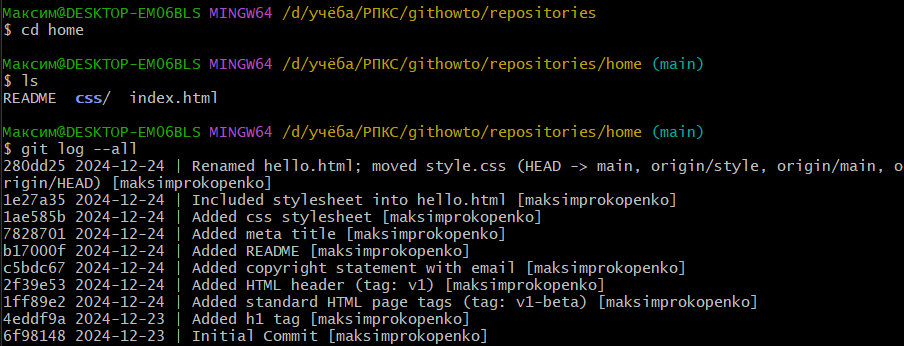 Максим@DESKTOP-EMO6BLS MINGW64 /d/учёба/РПКС/githowto/repositories
$ cd home
Максим@DESKTOP-EMO6BLS MINGW64 /d/учёба/РПКС/githowto/repositories/home (main)
$ ls
README  css/  index.html
Максим@DESKTOP-EMO6BLS MINGW64 /d/учёба/РПКС/githowto/repositories/home (main)
$ git log --all
280dd25 2024-12-24 | Renamed hello.html; moved style.css (HEAD -> main, origin/style, origin/main, o
rigin/HEAD) [maksimprokopenko]
1e27a35 2024-12-24 | Included stylesheet into hello.html [maksimprokopenko]
1ae585b 2024-12-24 | Added css stylesheet [maksimprokopenko]
7828701 2024-12-24 | Added meta title [maksimprokopenko]
b17000f 2024-12-24 | Added README [maksimprokopenko]
c5bdc67 2024-12-24 | Added copyright statement with email [maksimprokopenko]
2f39e53 2024-12-24 | Added HTML header (tag: v1) [maksimprokopenko]
1ff89e2 2024-12-24 | Added standard HTML page tags (tag: v1-beta) [maksimprokopenko]
4eddf9a 2024-12-23 | Added h1 tag [maksimprokopenko]
6f98148 2024-12-23 | Initial Commit [maksimprokopenko]